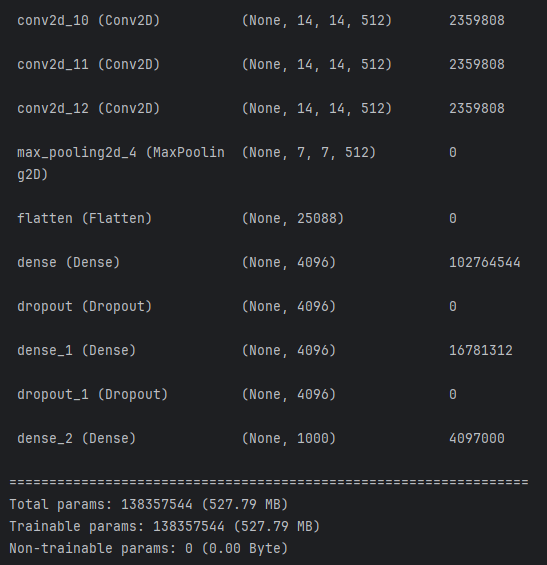 conv2d_10 (Conv2D) (None, 14, 14, 512) 2359808
conv2d_11 (Conv2D) (None, 14, 14, 512) 2359808
conv2d_12 (Conv2D) (None, 14, 14, 512) 2359808
max_pooling2d_4 (MaxPoolin (None, 7, 7, 512) 0
g2D)
flatten (Flatten) (None, 25088) 0
dense (Dense) (None, 4096) 102764544
dropout (Dropout) (None, 4096) 0
dense_1 (Dense) (None, 4096) 16781312
dropout_1 (Dropout) (None, 4096) 0
dense_2 (Dense) (None, 1000) 4097000
=================================================================
Total params: 138357544 (527.79 MB)
Trainable params: 138357544 (527.79 MB)
Non-trainable params: 0 (0.00 Byte)